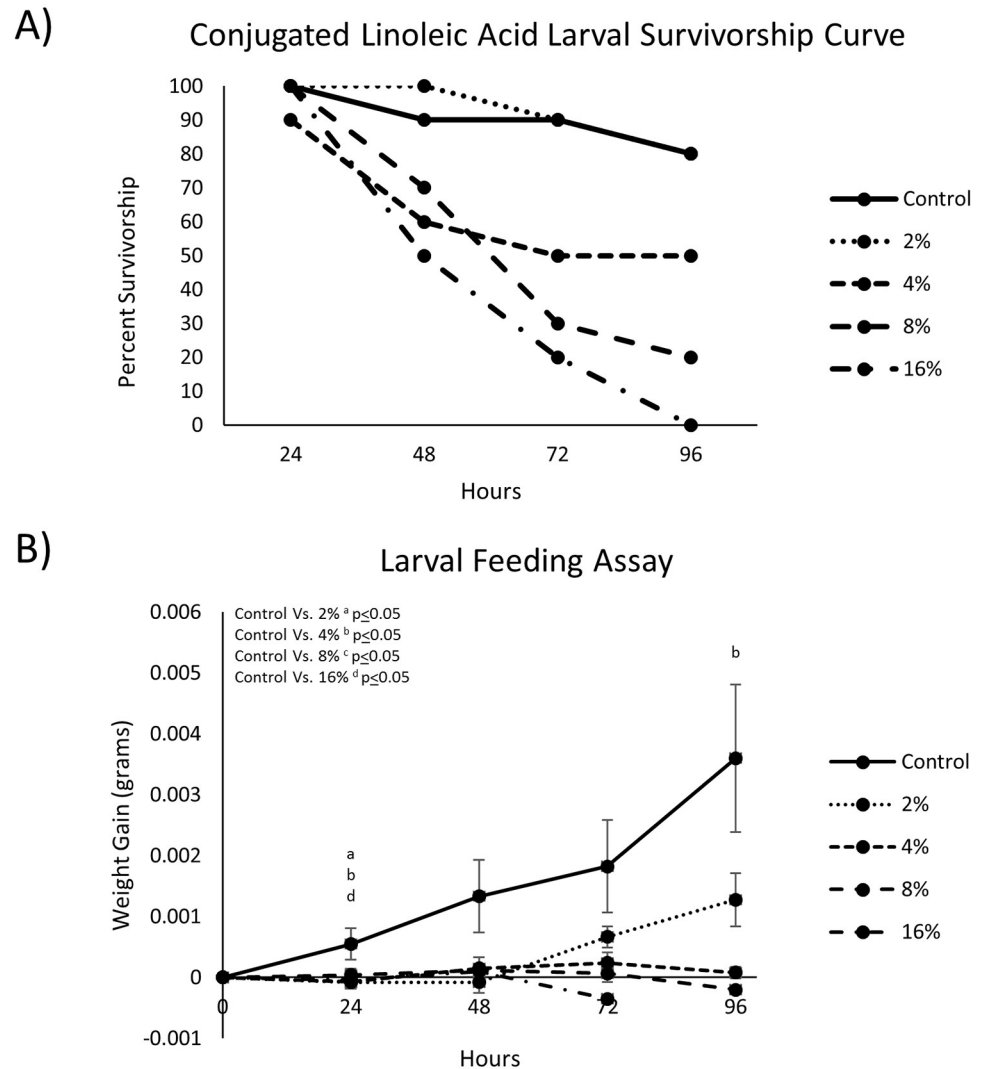 A)
Conjugated Linoleic Acid Larval Survivorship Curve
100
90
80
70
60
50
40
30
20
10
0
Percent Survivorship
24 48 72 96
Hours
Control
2%
4%
8%
16%
B)
Larval Feeding Assay
Control Vs. 2% ᵃ p≤0.05
Control Vs. 4% ᵇ p≤0.05
Control Vs. 8% ᶜ p≤0.05
Control Vs. 16% ᵈ p≤0.05
0.006
0.005
0.004
0.003
0.002
0.001
0
-0.001
Weight Gain (grams)
a
b
d
b
0 24 48 72 96
Hours
Control
2%
4%
8%
16%